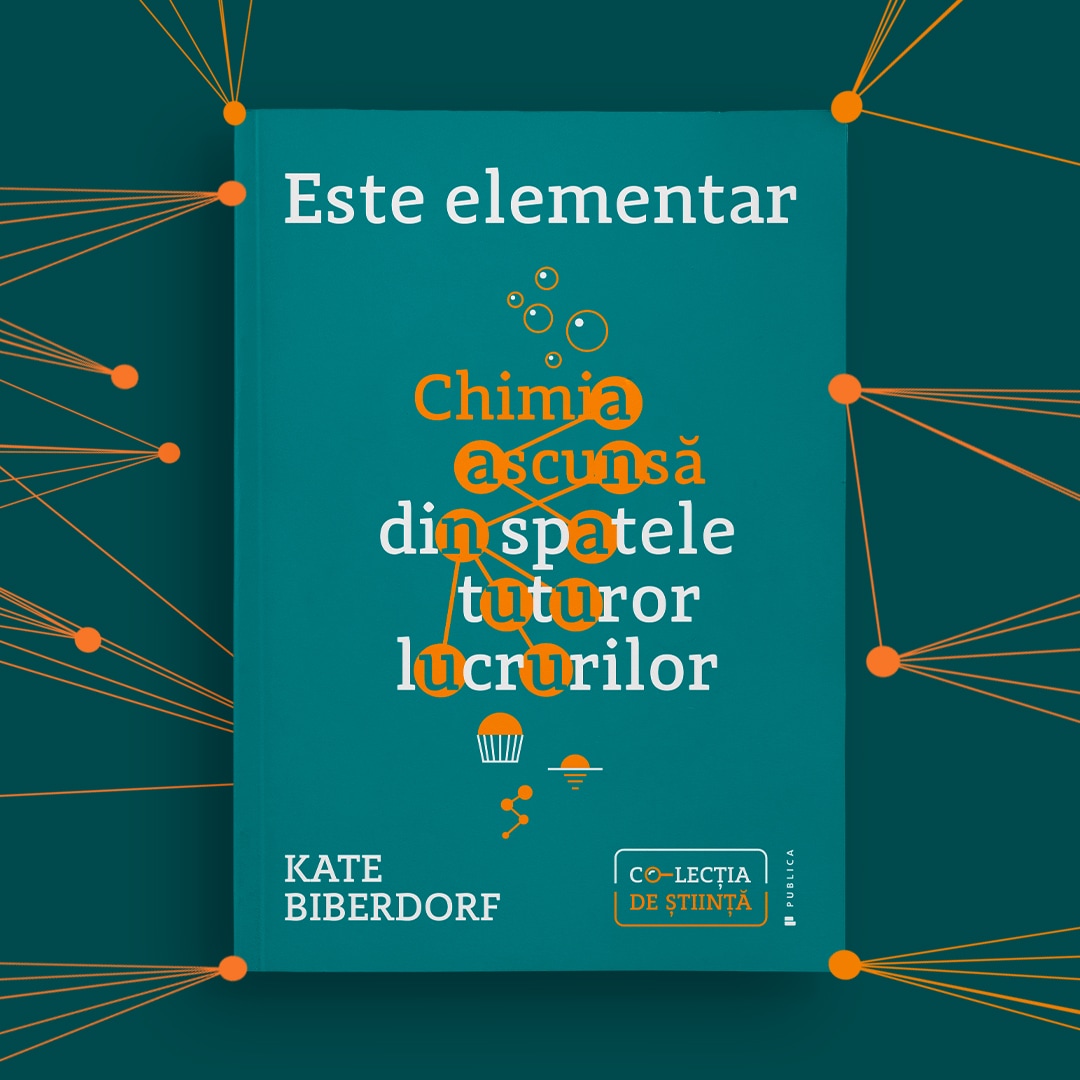 Este elementar
Chimia
ascunsă
din spatele
tuturor
lucrurilor
KATE
BIBERDORF
COLECȚIA
DE ȘTIINȚĂ
PUBLICA